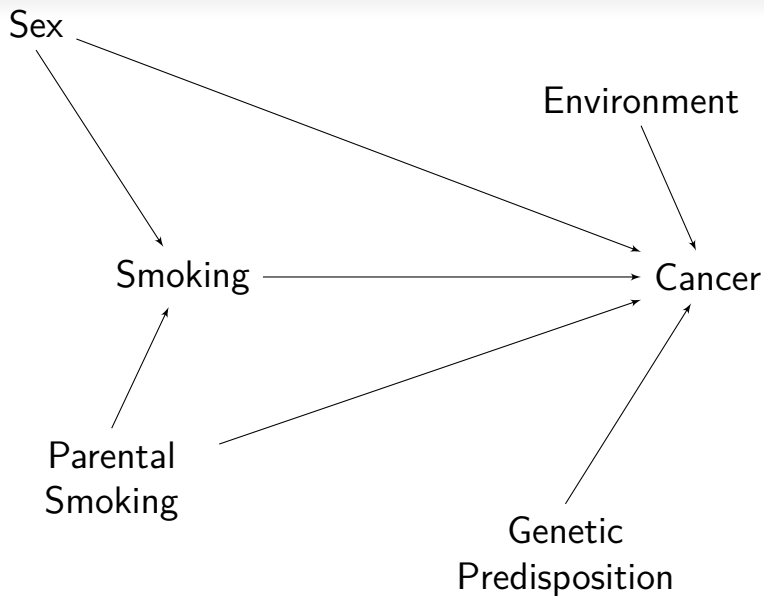 Sex
Environment
Smoking
Cancer
Parental
Smoking
Genetic
Predisposition